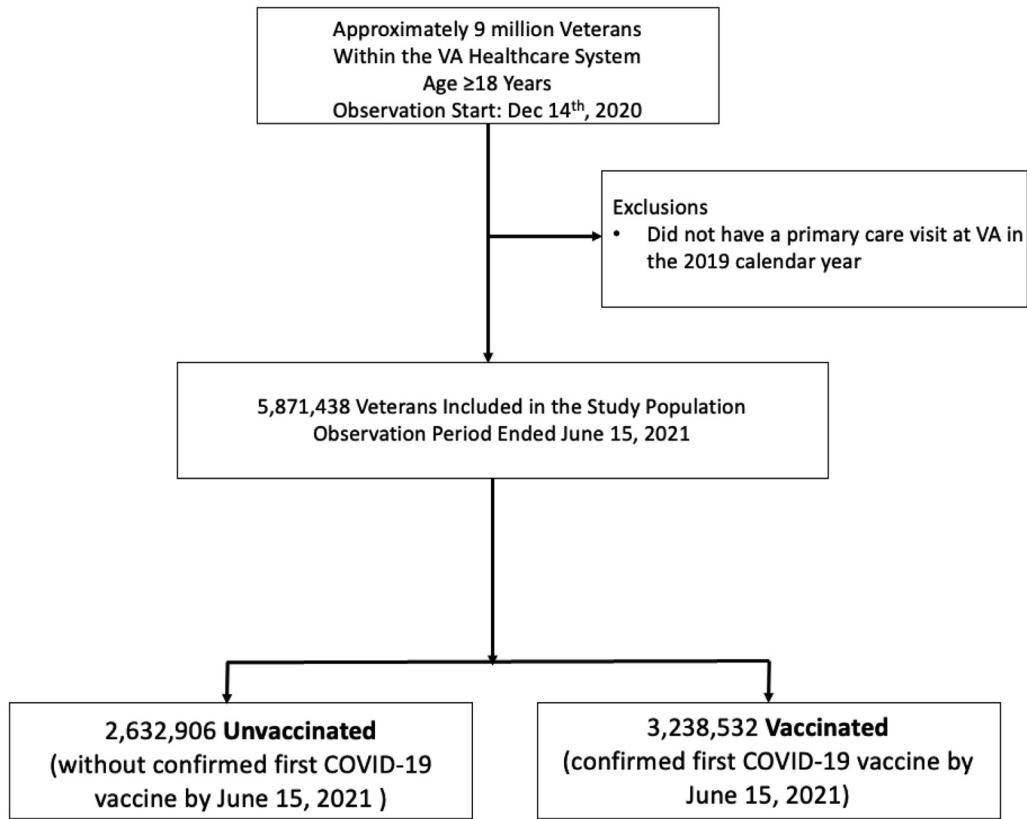 Approximately 9 million Veterans
Within the VA Healthcare System
Age ≥18 Years
Observation Start: Dec 14th, 2020
Exclusions
• Did not have a primary care visit at VA in
the 2019 calendar year
5,871,438 Veterans Included in the Study Population
Observation Period Ended June 15, 2021
2,632,906 Unvaccinated
(without confirmed first COVID-19
vaccine by June 15, 2021 )
3,238,532 Vaccinated
(confirmed first COVID-19 vaccine by
June 15, 2021)